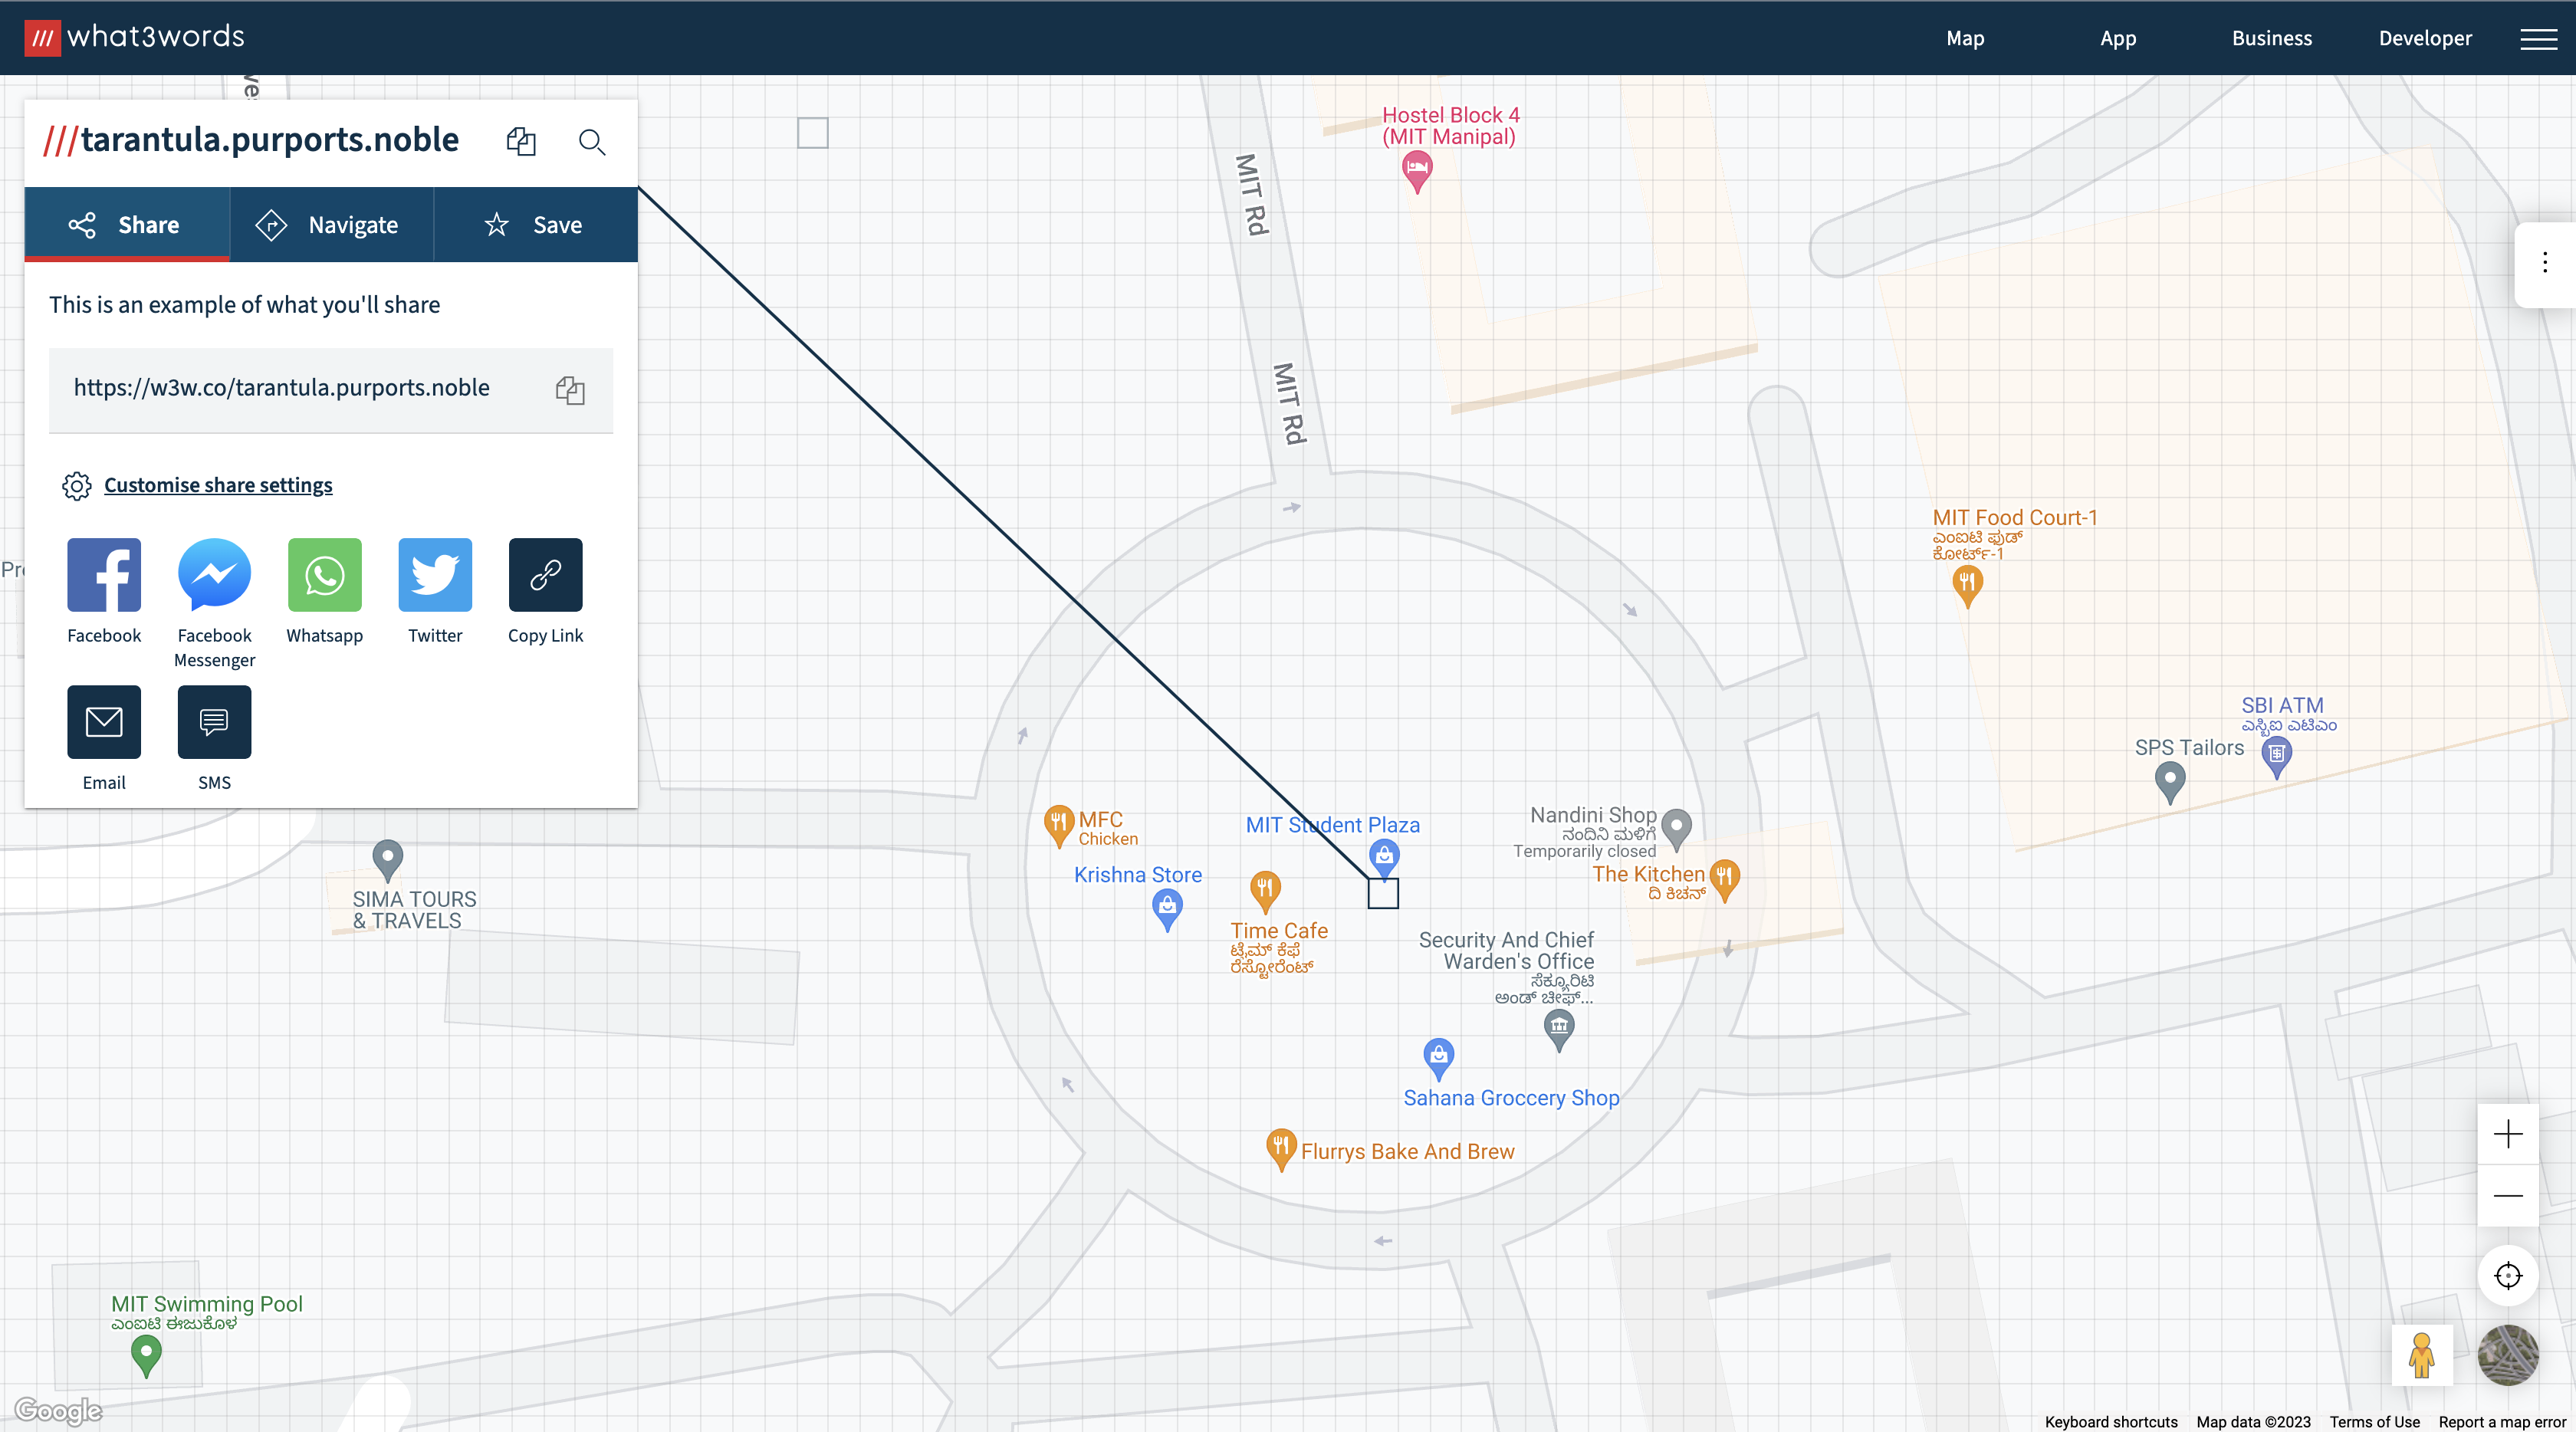 what3words
Map
App
Business
Developer
///tarantula.purports.noble
Share
Navigate
Save
This is an example of what you'll share
https://w3w.co/tarantula.purports.noble
Customise share settings
Facebook
Facebook
Messenger
Whatsapp
Twitter
Copy Link
Email
SMS
Hostel Block 4
(MIT Manipal)
MIT Rd
MIT Rd
MIT Food Court-1
ಎಂಐಟಿ ಫುಡ್
ಕೋರ್ಟ್-1
SBI ATM
ಎಸ್ಬಿಐ ಎಟಿಎಂ
SPS Tailors
MFC
Chicken
MIT Student Plaza
Nandini Shop
ನಂದಿನಿ ಮಳಿಗೆ
Temporarily closed
Krishna Store
The Kitchen
ದಿ ಕಿಚನ್
SIMA TOURS
& TRAVELS
Time Cafe
ಟೈಮ್ ಕೆಫೆ
ರೆಸ್ಟೋರೆಂಟ್
Security And Chief
Warden's Office
ಸೆಕ್ಯೂರಿಟಿ
ಅಂಡ್ ಚೀಫ್...
Sahana Groccery Shop
Flurrys Bake And Brew
MIT Swimming Pool
ಎಂಐಟಿ ಈಜುಕೊಳ
Google
Keyboard shortcuts
Map data ©2023
Terms of Use
Report a map error